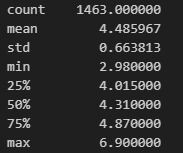 count 1463.000000
mean 4.485967
std 0.663813
min 2.980000
25% 4.015000
50% 4.310000
75% 4.870000
max 6.900000